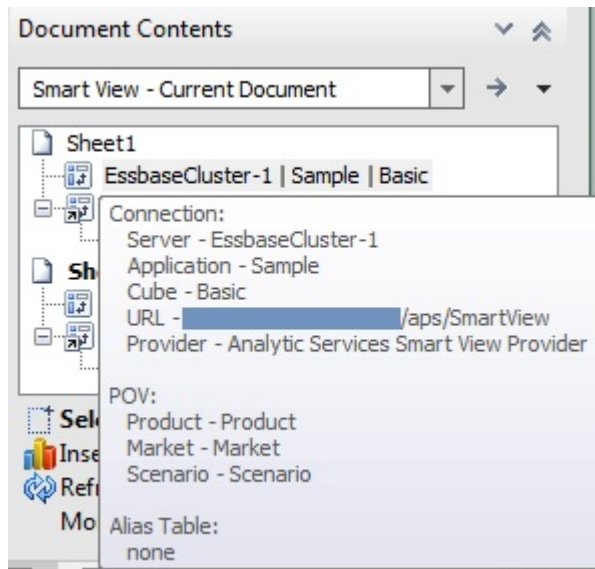 Document Contents
Smart View - Current Document
Sheet1
EssbaseCluster-1 | Sample | Basic
Connection:
Server - EssbaseCluster-1
Application - Sample
Cube - Basic
URL - /aps/SmartView
Provider - Analytic Services Smart View Provider
POV:
Product - Product
Market - Market
Scenario - Scenario
Alias Table:
none